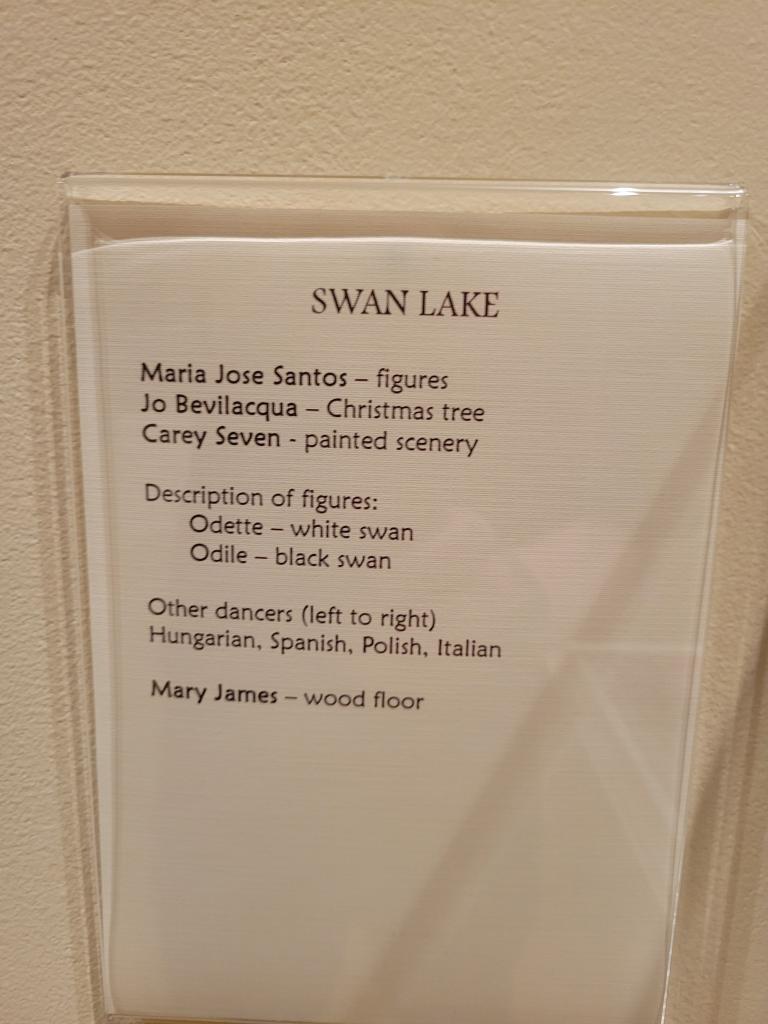 SWAN LAKE
Maria Jose Santos – figures
Jo Bevilacqua – Christmas tree
Carey Seven - painted scenery
Description of figures:
Odette – white swan
Odile – black swan
Other dancers (left to right)
Hungarian, Spanish, Polish, Italian
Mary James – wood floor